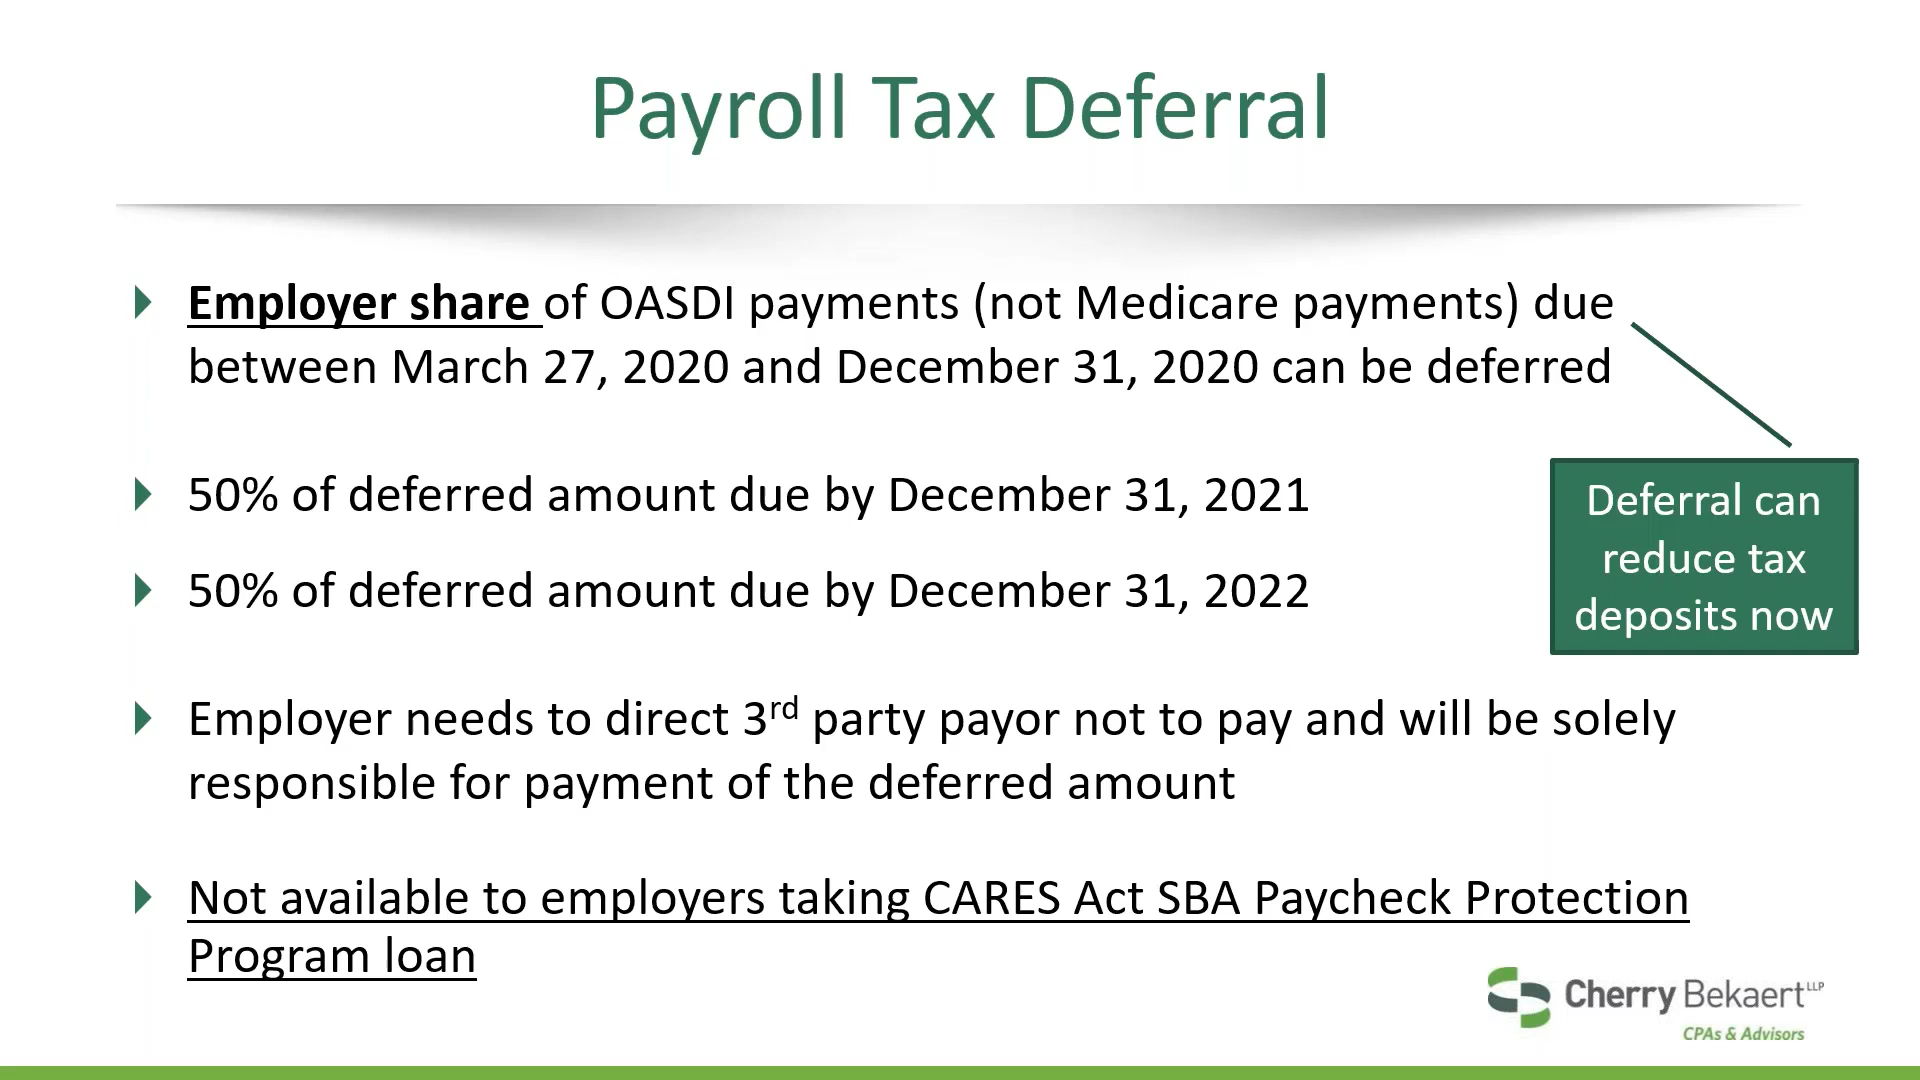 Payroll Tax Deferral
Employer share of OASDI payments (not Medicare payments) due
between March 27, 2020 and December 31, 2020 can be deferred
50% of deferred amount due by December 31, 2021
50% of deferred amount due by December 31, 2022
Deferral can
reduce tax
deposits now
Employer needs to direct 3rd party payor not to pay and will be solely
responsible for payment of the deferred amount
Not available to employers taking CARES Act SBA Paycheck Protection
Program loan
Cherry Bekaert LLP
CPAs & Advisors